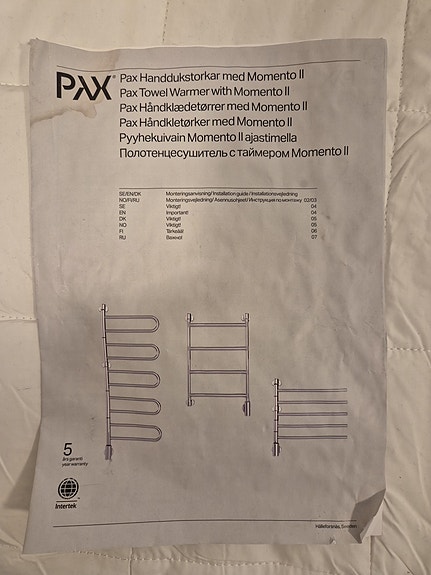 PAX®
Pax Handdukstorkar med Momento II
Pax Towel Warmer with Momento II
Pax Håndklædetørrer med Momento II
Pax Håndkletørker med Momento II
Pyyhekuivain Momento II ajastimella
Полотенцесушитель с таймером Momento II
SE/EN/DK Monteringsanvisning/ Installation guide / Installationsvejledning
NO/FI/RU Monteringsveiledning/ Asennusohjeet/ Инструкция по монтажу 02/03
SE Viktigt! 04
EN Important! 04
DK Vigtigt! 05
NO Viktig! 05
FI Tärkeää! 06
RU Важно! 07
5
års garanti
year warranty
Intertek
Hälleforsnäs, Sweden